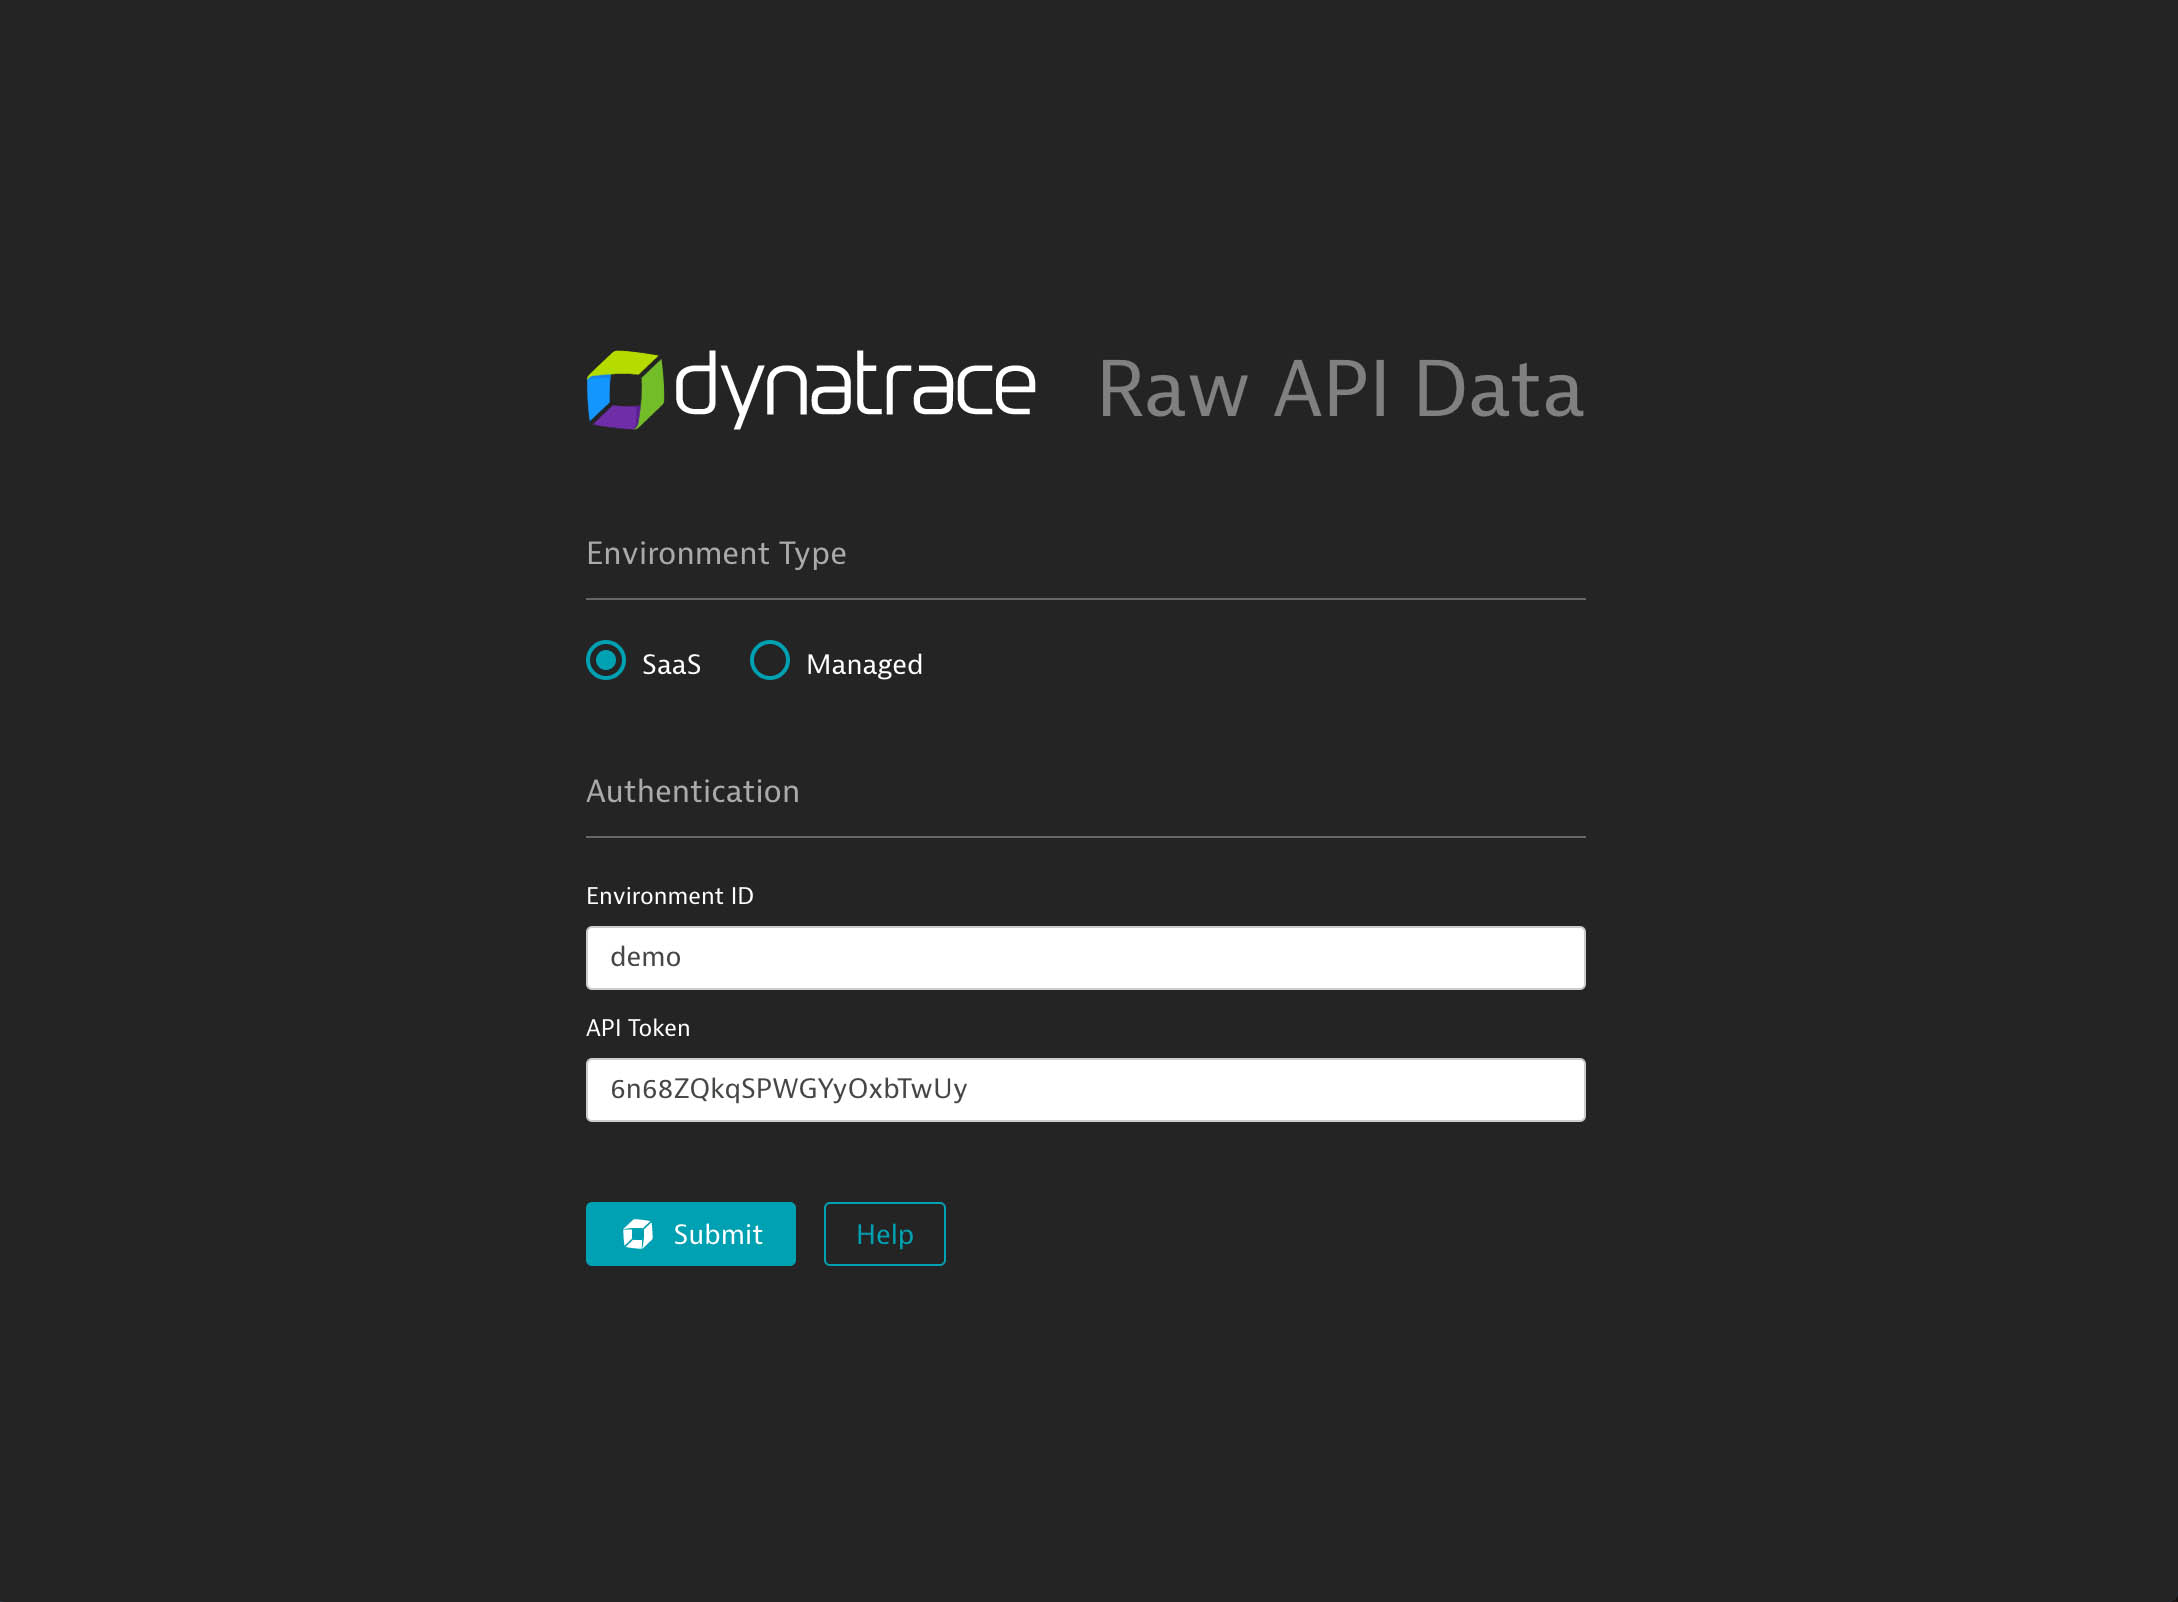 dynatrace Raw API Data
Environment Type
SaaS Managed
Authentication
Environment ID
demo
API Token
6n68ZQkqSPWGYyOxbTwUy
Submit Help